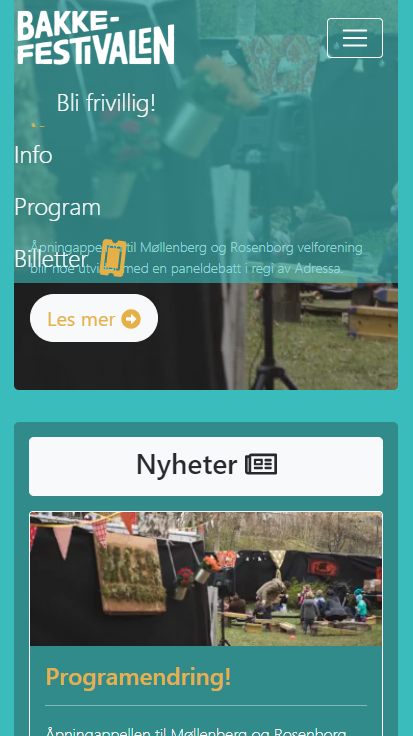 BAKKE-
FESTIVALEN
Bli frivillig!
Info
Program
Åpningappellen til Møllenberg og Rosenborg velforening
Billetter
blir noe utvidet med en paneldebatt i regi av Adressa.
Les mer
Nyheter
Programendring!
Åpningappellen til Møllenberg og Rosenborg